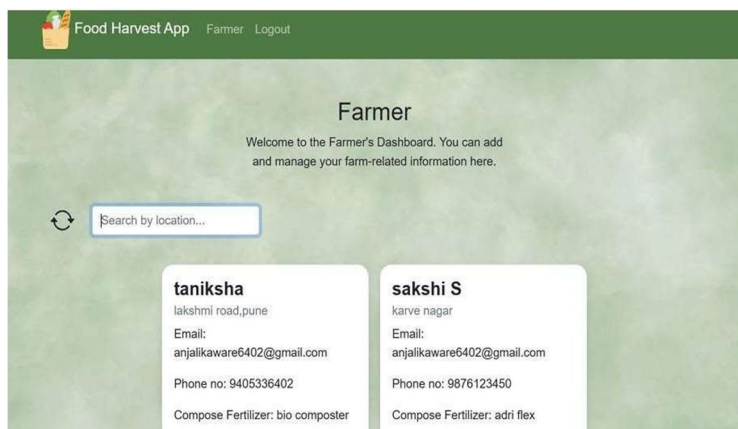 Food Harvest App Farmer Logout
Farmer
Welcome to the Farmer's Dashboard. You can add
and manage your farm-related information here.
Search by location...
taniksha
lakshmi road,pune
Email:
anjalikaware6402@gmail.com
Phone no: 9405336402
Compose Fertilizer: bio composter
sakshi S
karve nagar
Email:
anjalikaware6402@gmail.com
Phone no: 9876123450
Compose Fertilizer: adri flex